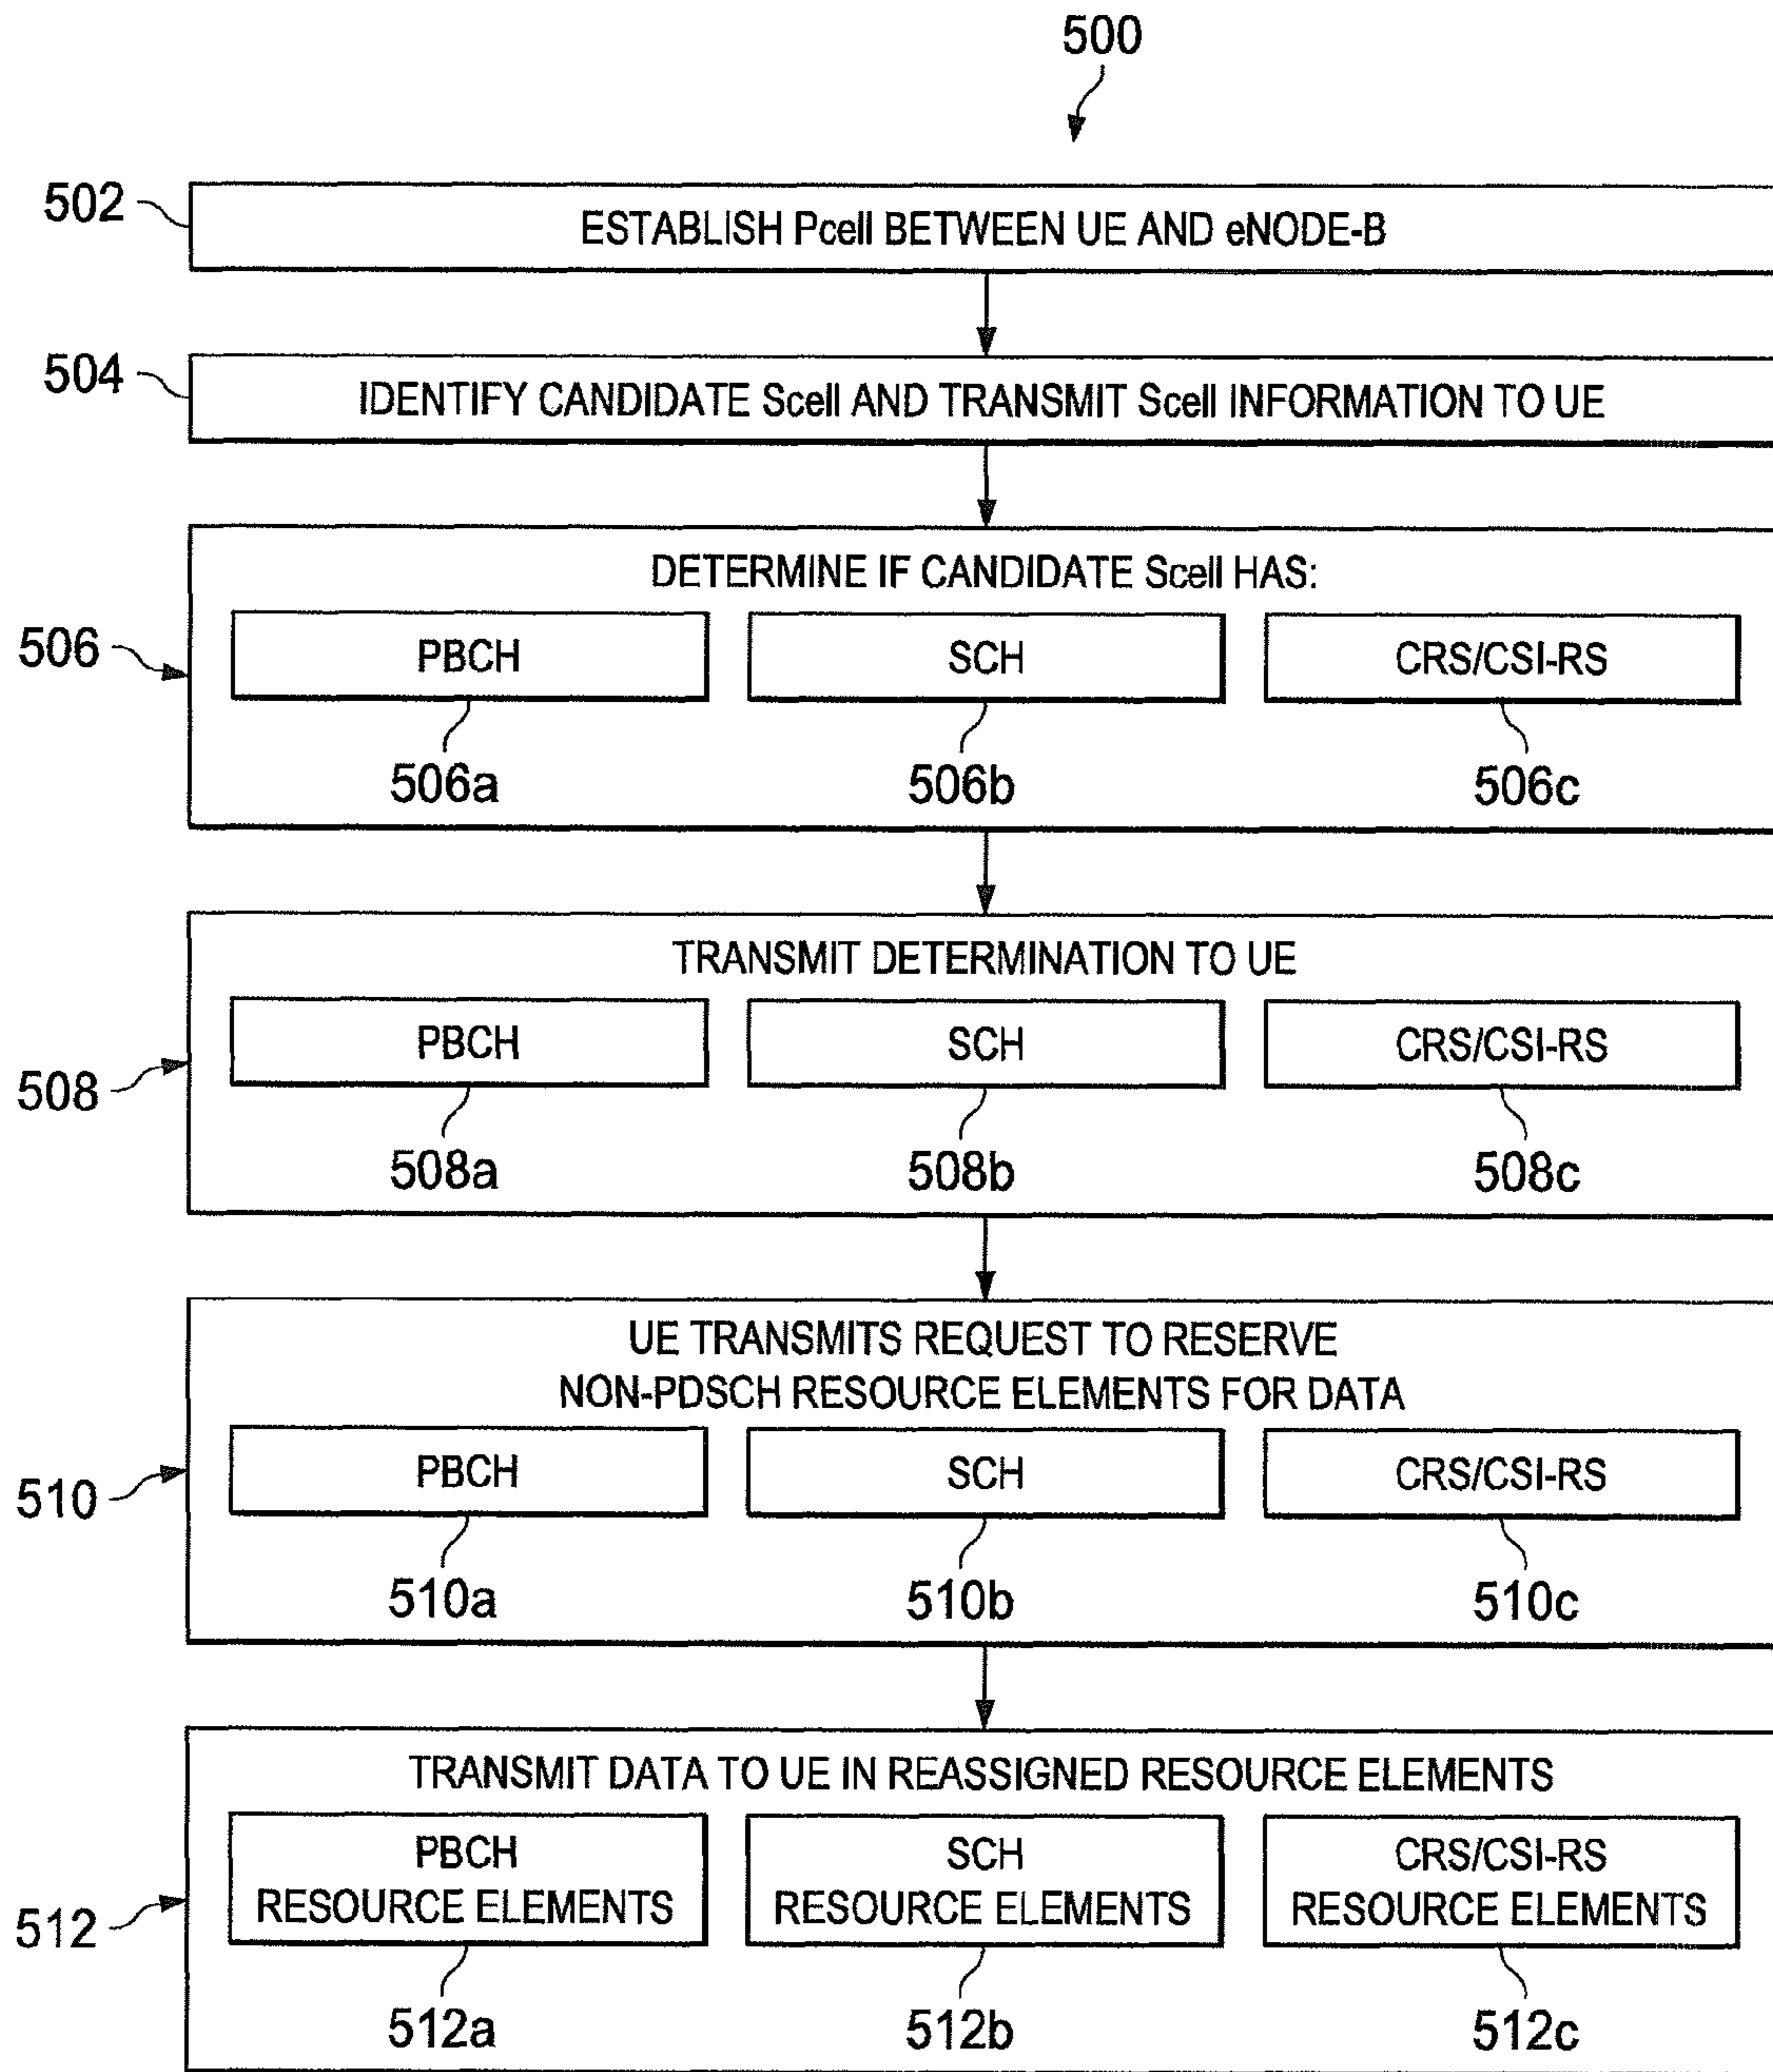 500
502
ESTABLISH Pcell BETWEEN UE AND eNODE-B
504
IDENTIFY CANDIDATE Scell AND TRANSMIT Scell INFORMATION TO UE
506
DETERMINE IF CANDIDATE Scell HAS:
PBCH
SCH
CRS/CSI-RS
506a
506b
506c
508
TRANSMIT DETERMINATION TO UE
PBCH
SCH
CRS/CSI-RS
508a
508b
508c
510
UE TRANSMITS REQUEST TO RESERVE
NON-PDSCH RESOURCE ELEMENTS FOR DATA
PBCH
SCH
CRS/CSI-RS
510a
510b
510c
512
TRANSMIT DATA TO UE IN REASSIGNED RESOURCE ELEMENTS
PBCH
RESOURCE ELEMENTS
SCH
RESOURCE ELEMENTS
CRS/CSI-RS
RESOURCE ELEMENTS
512a
512b
512c